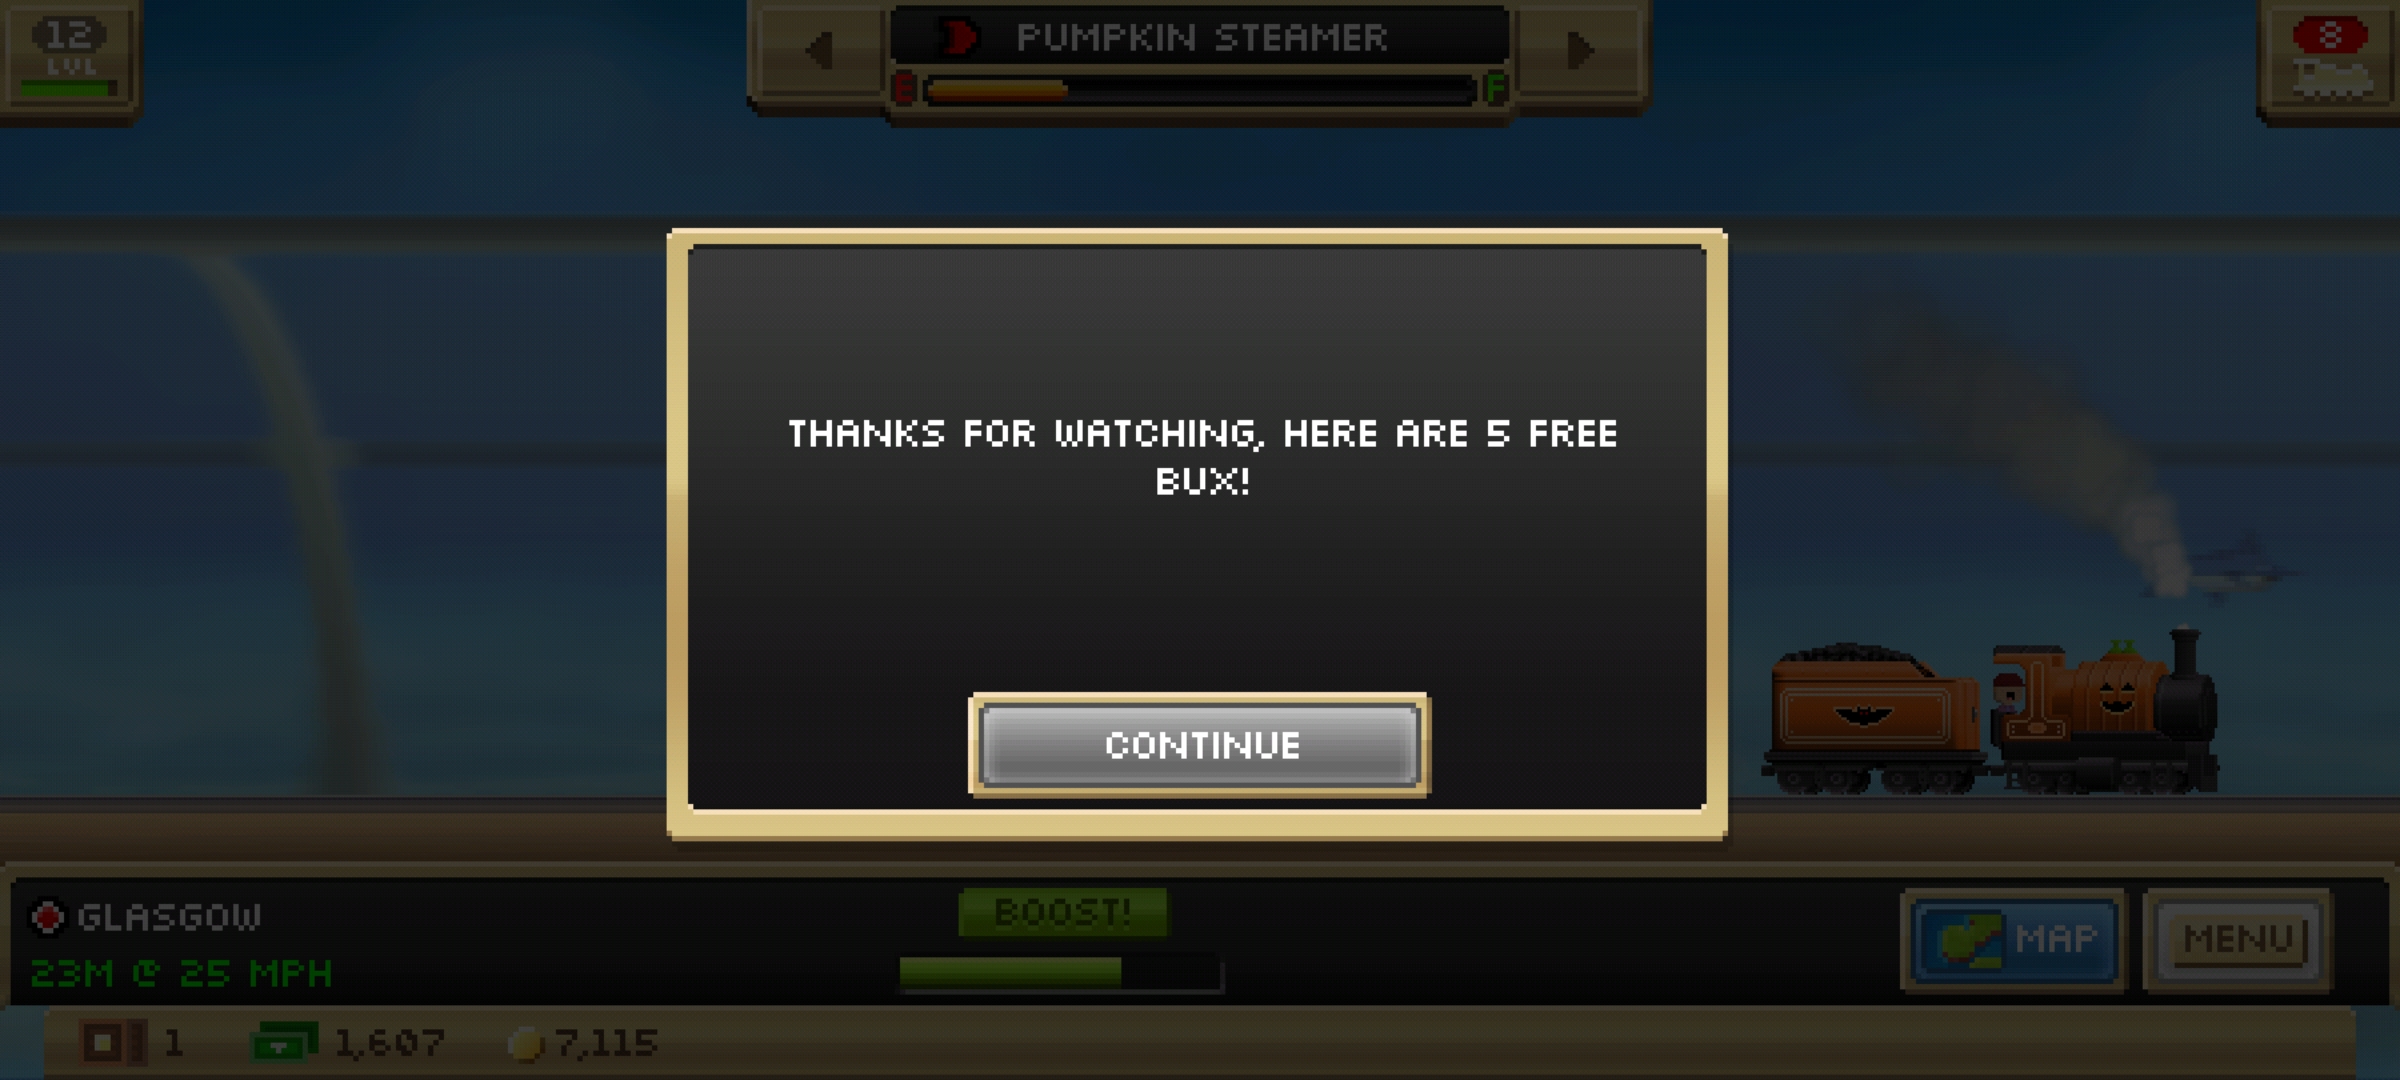 12
LVL
PUMPKIN STEAMER
E F
8
THANKS FOR WATCHING, HERE ARE 5 FREE
BUX!
CONTINUE
GLASGOW
23M @ 25 MPH
BOOST!
MAP
MENU
1 1,607 7,115